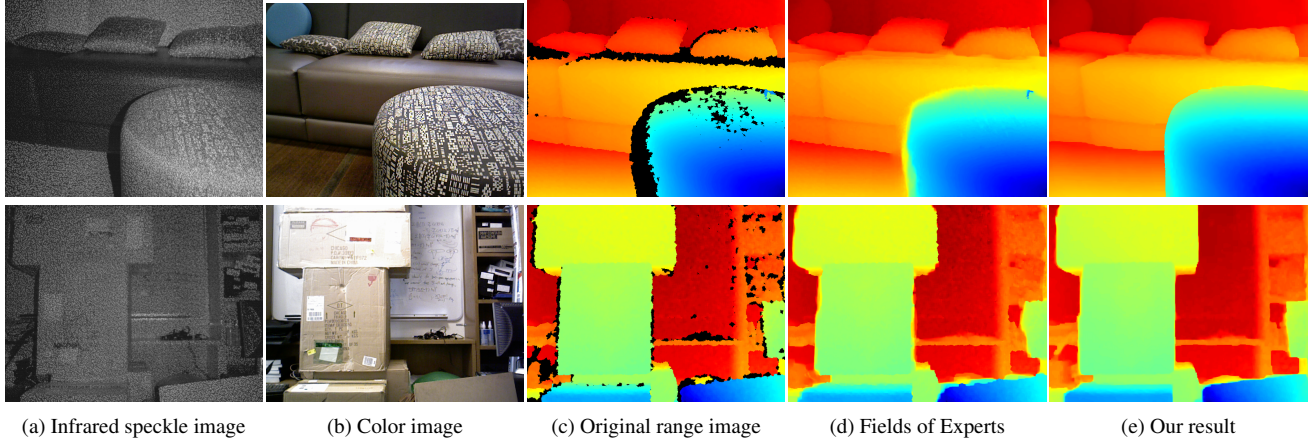 (a) Infrared speckle image
(b) Color image
(c) Original range image
(d) Fields of Experts
(e) Our result